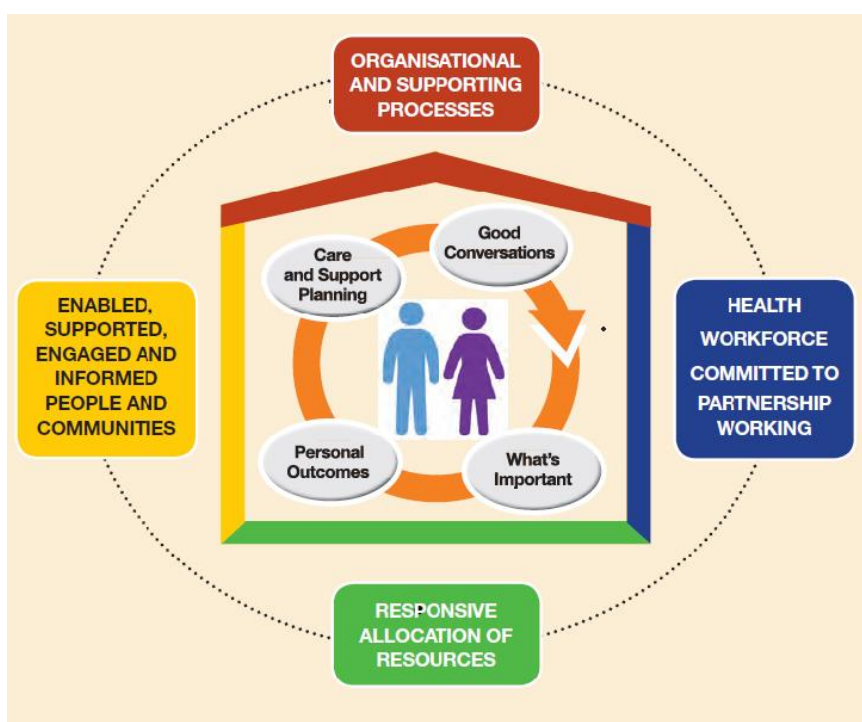 ORGANISATIONAL
AND SUPPORTING
PROCESSES
Good
Conversations
Care
and Support
Planning
ENABLED,
SUPPORTED,
ENGAGED AND
INFORMED
PEOPLE AND
COMMUNITIES
HEALTH
WORKFORCE
COMMITTED TO
PARTNERSHIP
WORKING
Personal
Outcomes
What's
Important
RESPONSIVE
ALLOCATION OF
RESOURCES